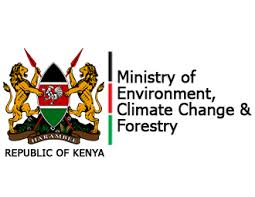 Ministry of
Environment,
Climate Change &
Forestry
HARAMBEE
REPUBLIC OF KENYA